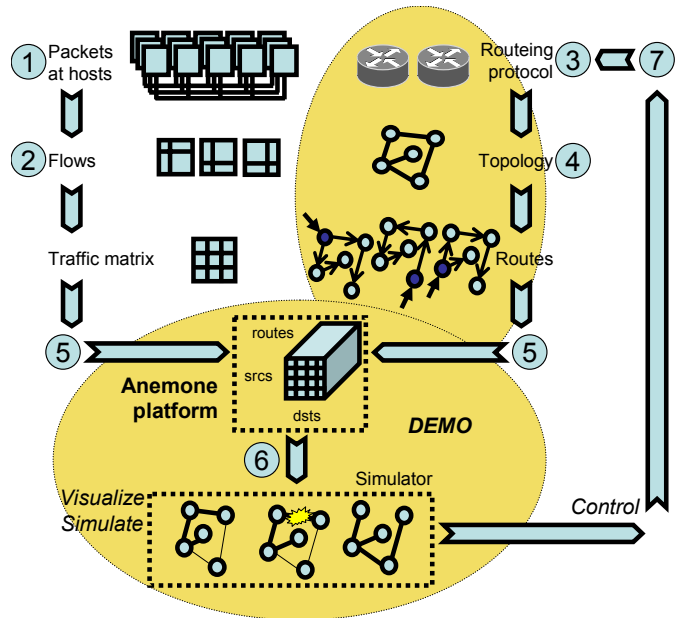 1
Packets
at hosts
Routeing
protocol
3
7
2
Flows
Topology
4
Traffic matrix
Routes
5
routes
srcs
dsts
5
Anemone
platform
DEMO
6
Simulator
Visualize
Simulate
Control